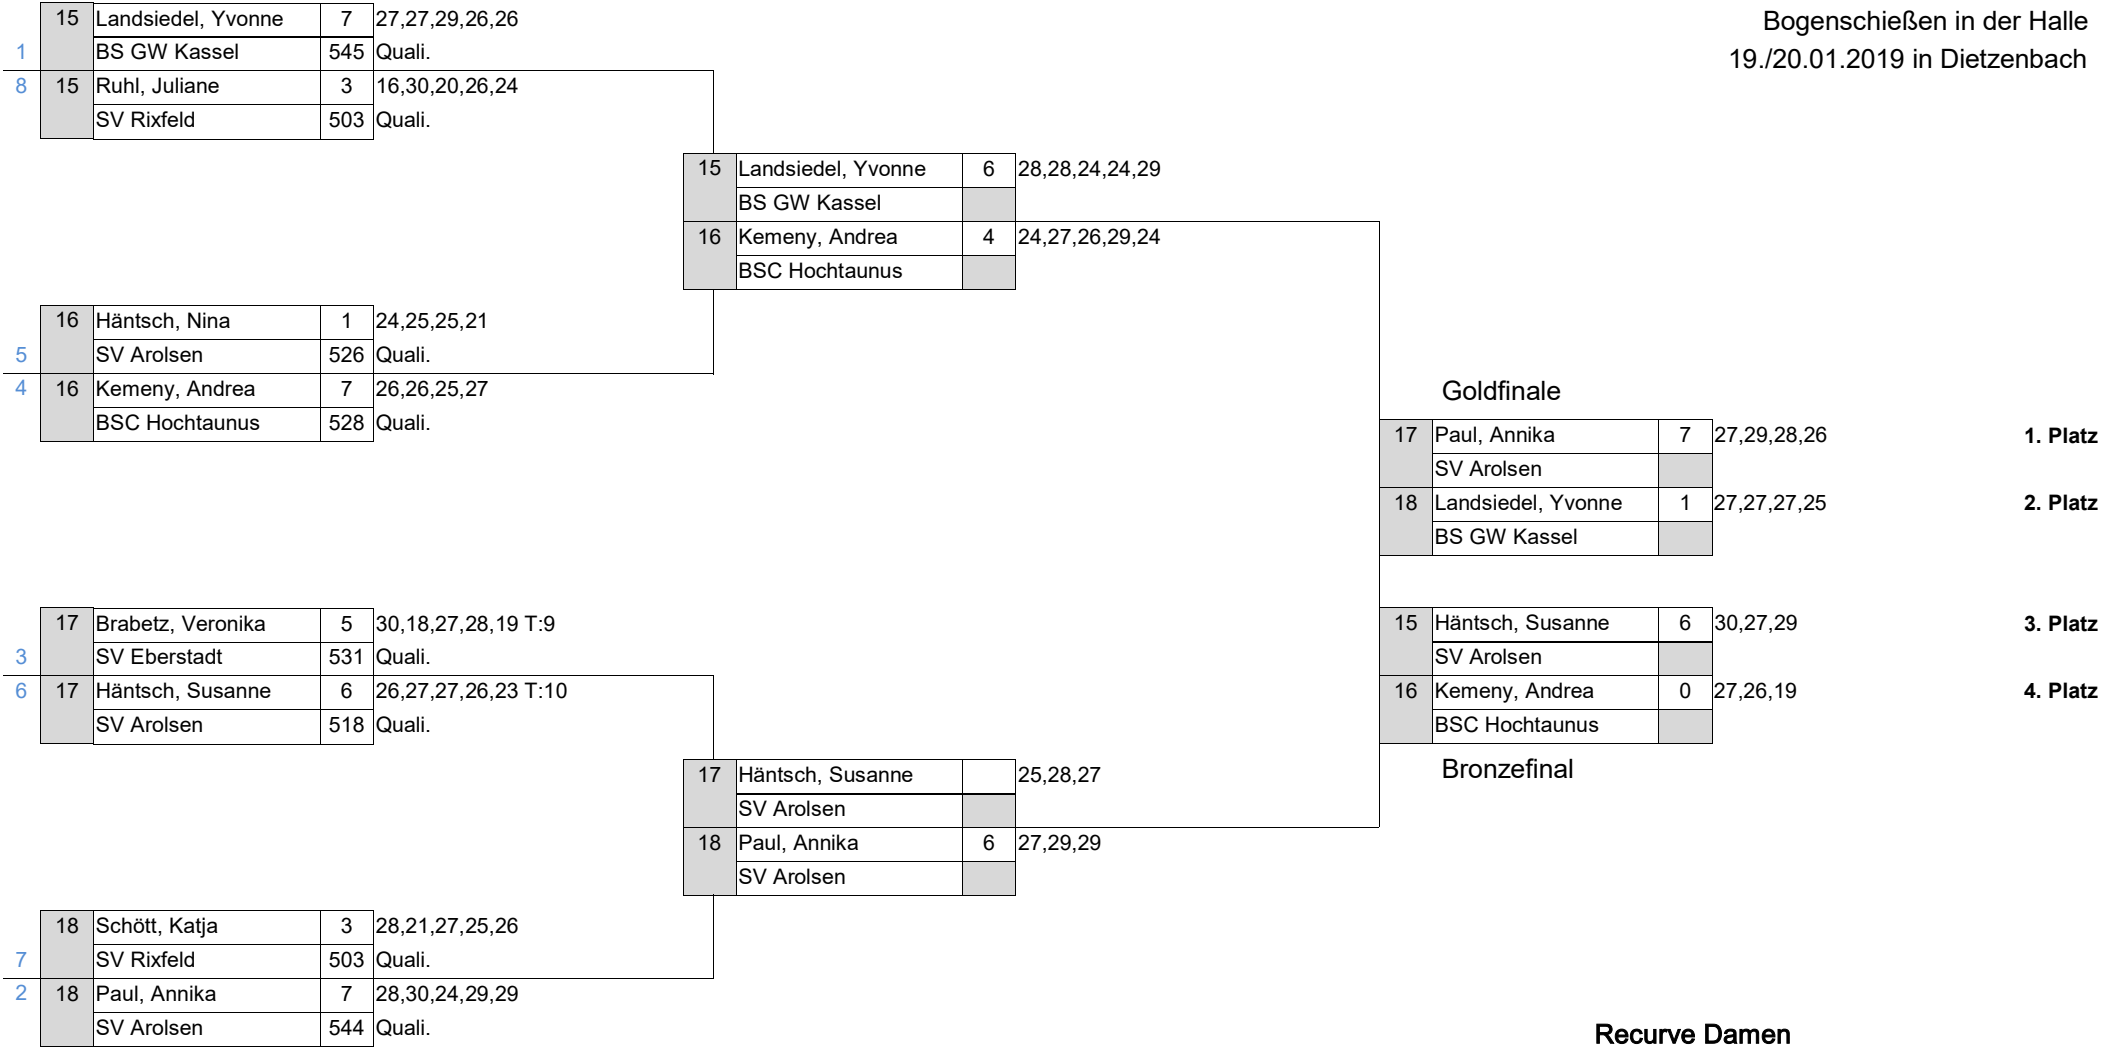 Bogenschießen in der Halle
19./20.01.2019 in Dietzenbach
15 Landsiedel, Yvonne 7 27,27,29,26,26
1 BS GW Kassel 545 Quali.
8 15 Ruhl, Juliane 3 16,30,20,26,24
SV Rixfeld 503 Quali.
15 Landsiedel, Yvonne 6 28,28,24,24,29
BS GW Kassel
16 Kemeny, Andrea 4 24,27,26,29,24
BSC Hochtaunus
16 Häntsch, Nina 1 24,25,25,21
5 SV Arolsen 526 Quali.
4 16 Kemeny, Andrea 7 26,26,25,27
BSC Hochtaunus 528 Quali.
Goldfinale
17 Paul, Annika 7 27,29,28,26 1. Platz
SV Arolsen
18 Landsiedel, Yvonne 1 27,27,27,25 2. Platz
BS GW Kassel
17 Brabetz, Veronika 5 30,18,27,28,19 T:9
3 SV Eberstadt 531 Quali.
6 17 Häntsch, Susanne 6 26,27,27,26,23 T:10
SV Arolsen 518 Quali.
15 Häntsch, Susanne 6 30,27,29 3. Platz
SV Arolsen
16 Kemeny, Andrea 0 27,26,19 4. Platz
BSC Hochtaunus
Bronzefinal
17 Häntsch, Susanne 25,28,27
SV Arolsen
18 Paul, Annika 6 27,29,29
SV Arolsen
18 Schött, Katja 3 28,21,27,25,26
7 SV Rixfeld 503 Quali.
2 18 Paul, Annika 7 28,30,24,29,29
SV Arolsen 544 Quali.
Recurve Damen